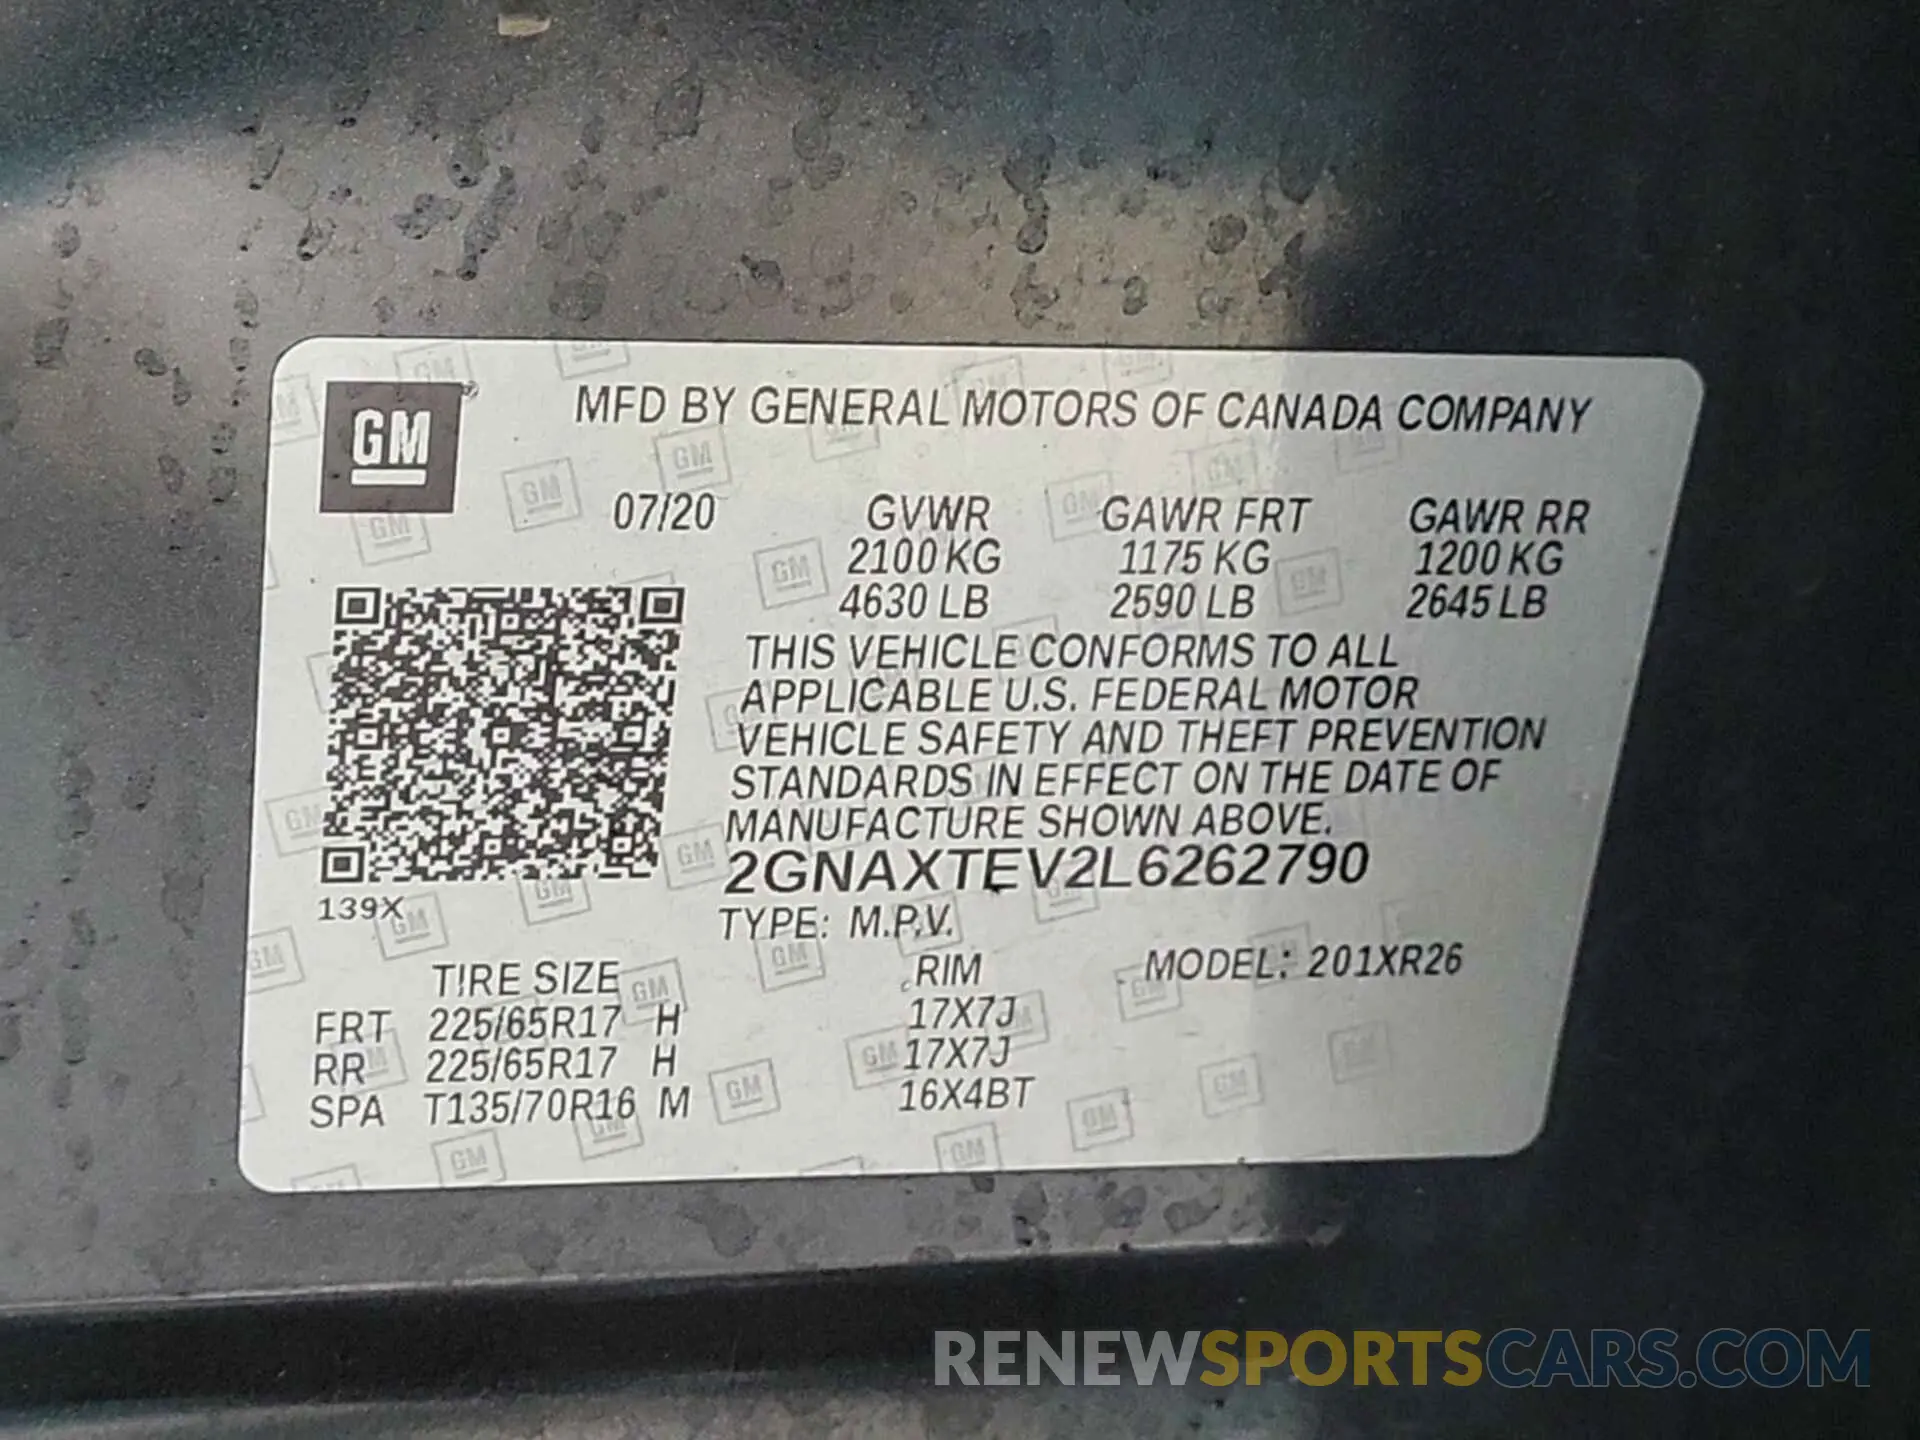 GM
MFD BY GENERAL MOTORS OF CANADA COMPANY
07/20 GVWR GAWR FRT GAWR RR
2100 KG 1175 KG 1200 KG
4630 LB 2590 LB 2645 LB
THIS VEHICLE CONFORMS TO ALL
APPLICABLE U.S. FEDERAL MOTOR
VEHICLE SAFETY AND THEFT PREVENTION
STANDARDS IN EFFECT ON THE DATE OF
MANUFACTURE SHOWN ABOVE.
2GNAXTEV2L6262790
139X
TYPE: M.P.V.
TIRE SIZE RIM MODEL: 201XR26
FRT 225/65R17 H 17X7J
RR 225/65R17 H 17X7J
SPA T135/70R16 M 16X4BT
RENEWSPORTSCARS.COM